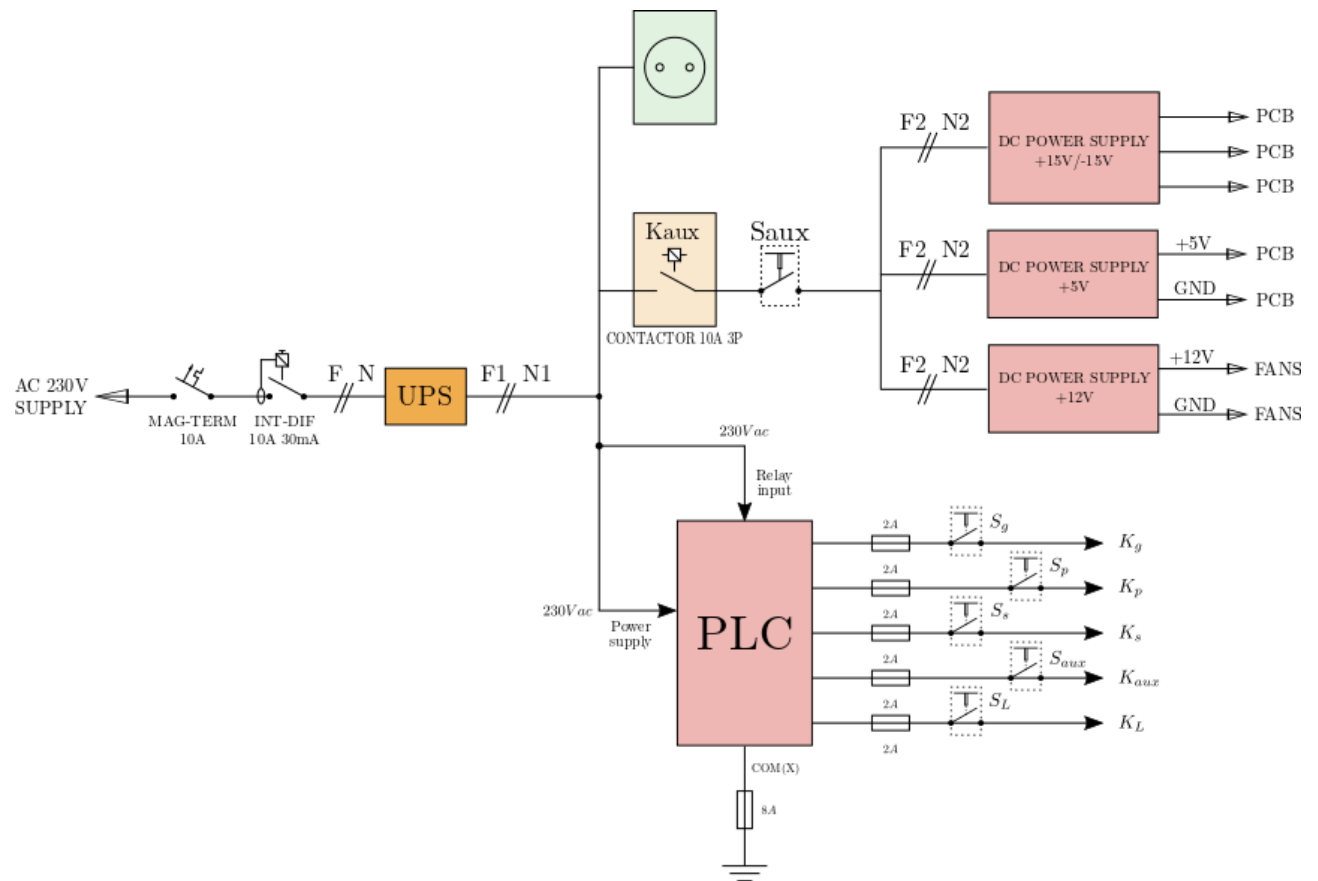 F2 N2
DC POWER SUPPLY
+15V/-15V
PCB
PCB
PCB
Kaux
Saux
CONTACTOR 10A 3P
F2 N2
DC POWER SUPPLY
+5V
+5V
PCB
GND
PCB
AC 230V
SUPPLY
MAG-TERM
10A
INT-DIF
10A 30mA
F N
UPS
F1 N1
F2 N2
DC POWER SUPPLY
+12V
+12V
FANS
GND
FANS
230Vac
Relay
input
230Vac
Power
supply
PLC
2A
Sg
Kg
2A
Sp
Kp
2A
Ss
Ks
2A
Saux
Kaux
2A
SL
KL
2A
COM(X)
8A